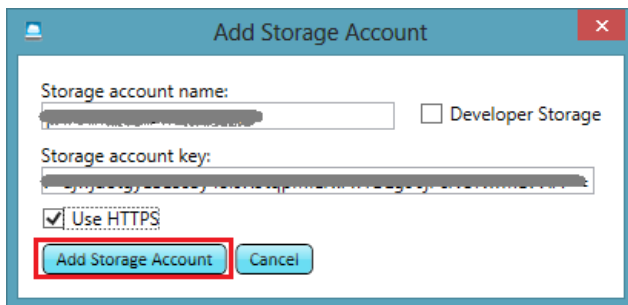 Add Storage Account
Storage account name:
Developer Storage
Storage account key:
Use HTTPS
Add Storage Account Cancel